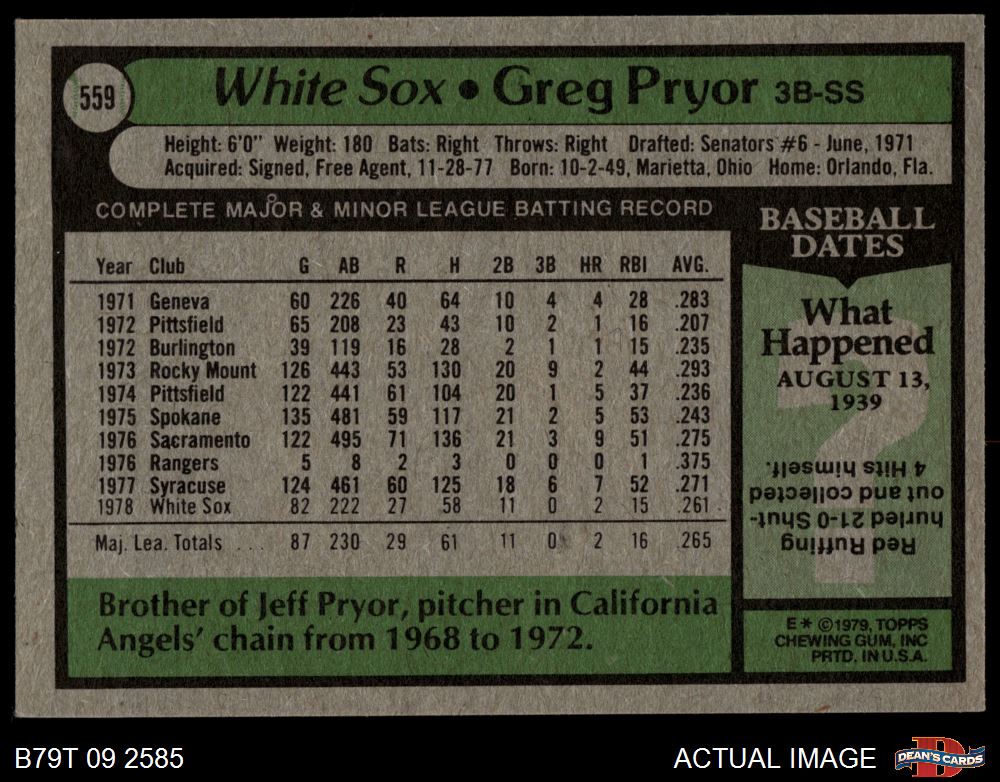 559
White Sox • Greg Pryor 3B-SS
Height: 6'0" Weight: 180 Bats: Right Throws: Right Drafted: Senators #6 - June, 1971
Acquired: Signed, Free Agent, 11-28-77 Born: 10-2-49, Marietta, Ohio Home: Orlando, Fla.
COMPLETE MAJOR & MINOR LEAGUE BATTING RECORD
Year Club G AB R H 2B 3B HR RBI AVG.
1971 Geneva 60 226 40 64 10 4 4 28 .283
1972 Pittsfield 65 208 23 43 10 2 1 16 .207
1972 Burlington 39 119 16 28 2 1 1 15 .235
1973 Rocky Mount 126 443 53 130 20 9 2 44 .293
1974 Pittsfield 122 441 61 104 20 1 5 37 .236
1975 Spokane 135 481 59 117 21 2 5 53 .243
1976 Sacramento 122 495 71 136 21 3 9 51 .275
1976 Rangers 5 8 2 3 0 0 0 1 .375
1977 Syracuse 124 461 60 125 18 6 7 52 .271
1978 White Sox 82 222 27 58 11 0 2 15 .261
Maj. Lea. Totals ... 87 230 29 61 11 0 2 16 .265
Brother of Jeff Pryor, pitcher in California
Angels' chain from 1968 to 1972.
BASEBALL
DATES
What
Happened
AUGUST 13,
1939
?
Red Ruffing
hurled 21-0 Shut-
out and collected
4 Hits himself.
E* ©1979, TOPPS
CHEWING GUM, INC
PRTD. IN U.S.A.
B79T 09 2585
ACTUAL IMAGE
D
DEAN'S CARDS